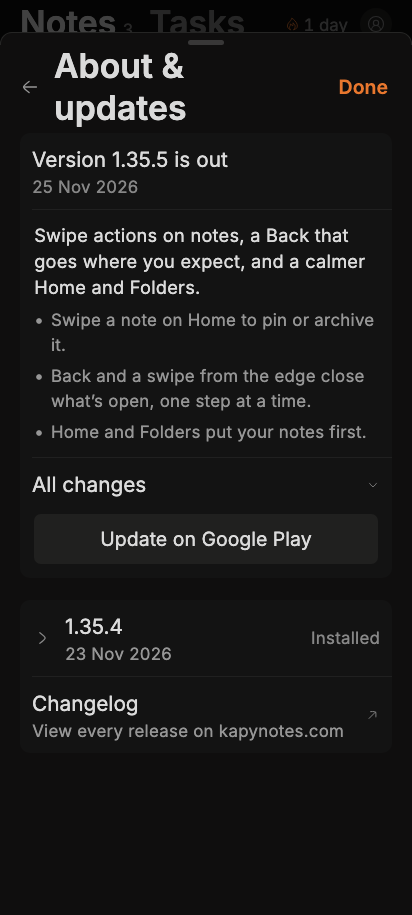 Notes 3 Tasks 1 day
About &
updates
Done
Version 1.35.5 is out
25 Nov 2026
Swipe actions on notes, a Back that
goes where you expect, and a calmer
Home and Folders.
• Swipe a note on Home to pin or archive
it.
• Back and a swipe from the edge close
what’s open, one step at a time.
• Home and Folders put your notes first.
All changes
Update on Google Play
1.35.4
Installed
23 Nov 2026
Changelog
View every release on kapynotes.com